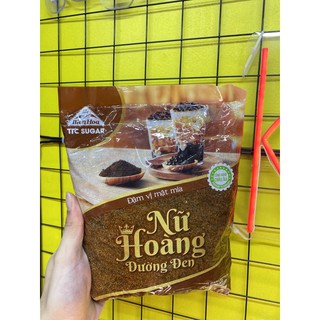 Biên Hòa
TTC SUGAR
Đậm vị mật mía
Nữ
Hoàng
Đường Đen